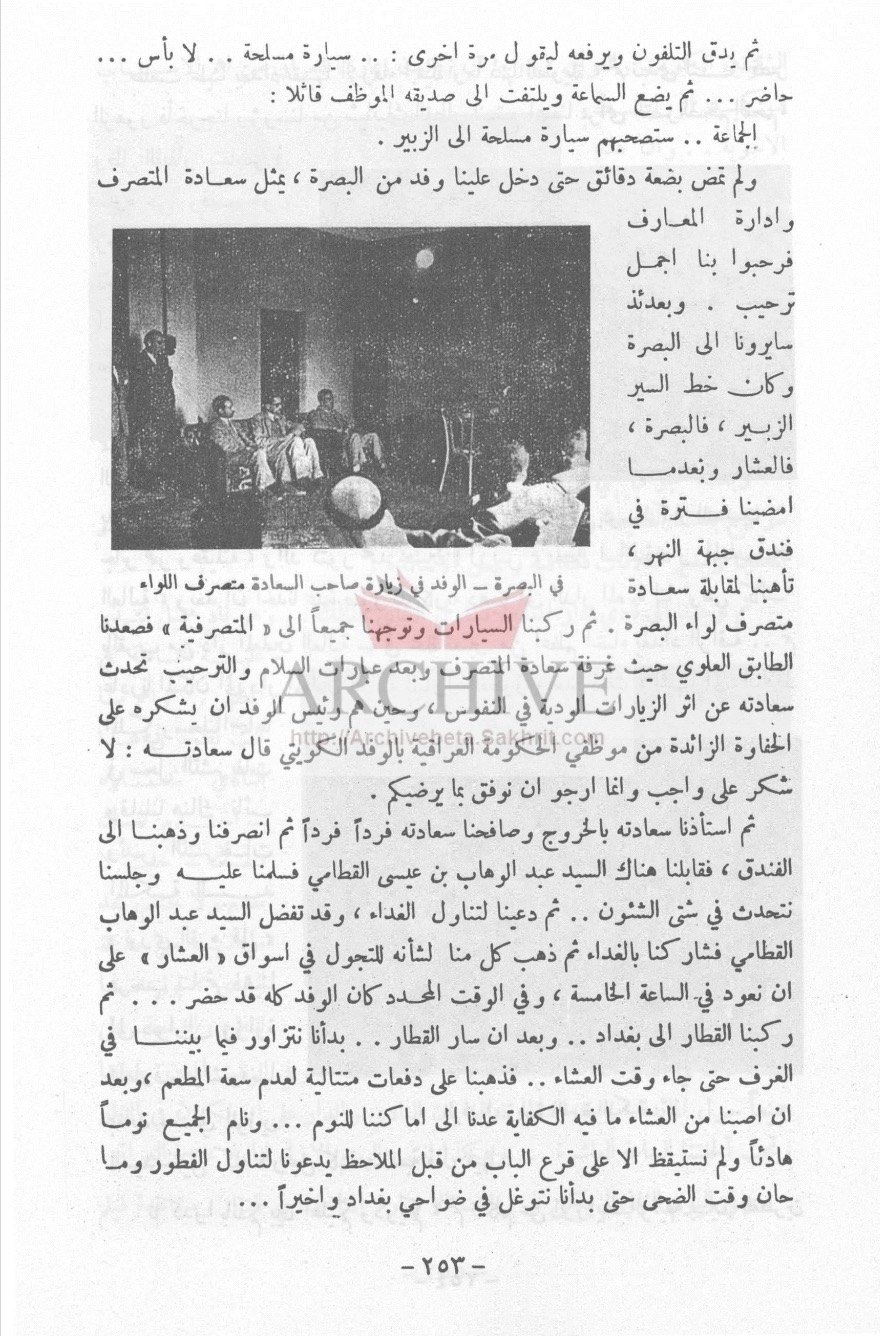 ثم يدق التلفون ويرفعه ليقول مرة اخرى : .. سيارة مسلحة .. لا بأس ...
حاضر ... ثم يضع السماعة ويلتفت الى صديقه الموظف قائلا :
الجماعة .. ستصحبهم سيارة مسلحة الى الزبير .
ولم تمض بضعة دقائق حتى دخل علينا وفد من البصرة ، يمثل سعادة المتصرف
وادارة المعارف
فرحبوا بنا اجمل
ترحيب . وبعدئذ
سايرونا الى البصرة
وكان خط السير
الزبير ، فالبصرة ،
فالعشار وبعدما
امضينا فترة في
فندق جبهة النهر ،
تأهبنا لمقابلة سعادة
في البصرة – الوفد في زيارة صاحب السعادة متصرف اللواء
متصرف لواء البصرة . ثم ركبنا السيارات وتوجهنا جميعاً الى « المتصرفية » فصعدنا
الطابق العلوي حيث غرفة سعادة المتصرف وبعد عبارات السلام والترحيب تحدث
سعادته عن اثر الزيارات الودية في النفوس ، وحين هم رئيس الوفد ان يشكره على
الحفاوة الزائدة من موظفي الحكومة العراقية بالوفد الكويتي قال سعادته : لا
شكر على واجب وانما ارجو ان نوفق بما يرضيكم .
ثم استأذنا سعادته بالخروج وصافحنا سعادته فرداً فرداً ثم انصرفنا وذهبنا الى
الفندق ، فقابلنا هناك السيد عبد الوهاب بن عيسى القطامي فسلمنا عليه وجلسنا
نتحدث في شتى الشئون .. ثم دعينا لتناول الغداء ، وقد تفضل السيد عبد الوهاب
القطامي فشاركنا بالغداء ثم ذهب كل منا لشأنه للتجول في اسواق « العشار » على
ان نعود في الساعة الخامسة ، وفي الوقت المحدد كان الوفد كله قد حضر ... ثم
ركبنا القطار الى بغداد .. وبعد ان سار القطار .. بدأنا نتزاور فيما بيننا في
الغرف حتى جاء وقت العشاء .. فذهبنا على دفعات متتالية لعدم سعة المطعم ،وبعد
ان اصبنا من العشاء ما فيه الكفاية عدنا الى اماكننا للنوم ... ونام الجميع نوماً
هادئاً ولم نستيقظ الا على قرع الباب من قبل الملاحظ يدعونا لتناول الفطور وما
حان وقت الضحى حتى بدأنا نتوغل في ضواحي بغداد واخيراً ...
- ٢٥٣ -
ARCHIVE
http://Archivebeta.Sakhrit.com